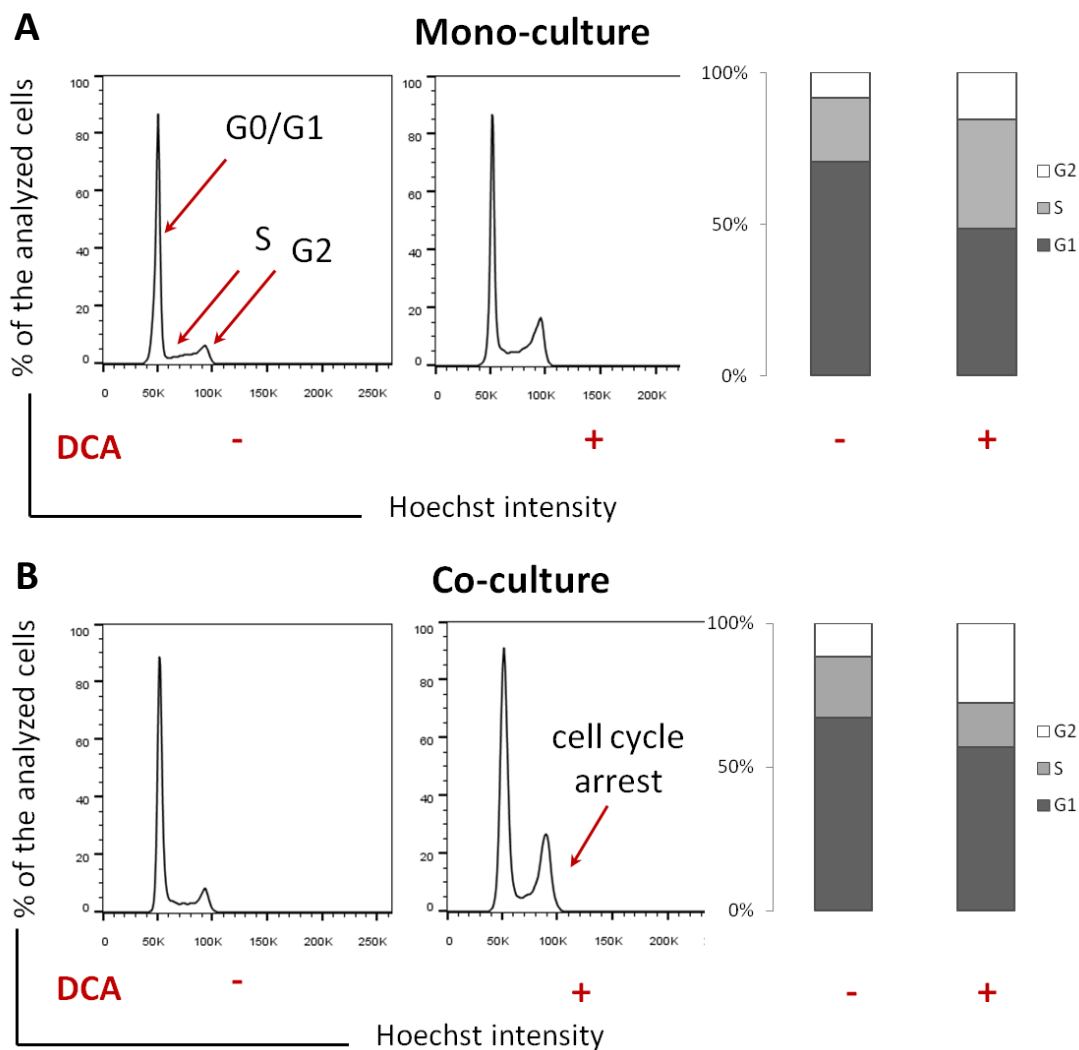 A
Mono-culture
% of the analyzed cells
100
80
60
40
20
0
0 50K 100K 150K 200K 250K
G0/G1
S
G2
100
80
60
40
20
0
0 50K 100K 150K 200K
100%
50%
0%
G2
S
G1
DCA - + - +
Hoechst intensity
B
Co-culture
% of the analyzed cells
100
80
60
40
20
0
0 50K 100K 150K 200K 250K
100
80
60
40
20
0
0 50K 100K 150K 200K
cell cycle
arrest
100%
50%
0%
G2
S
G1
DCA - + - +
Hoechst intensity